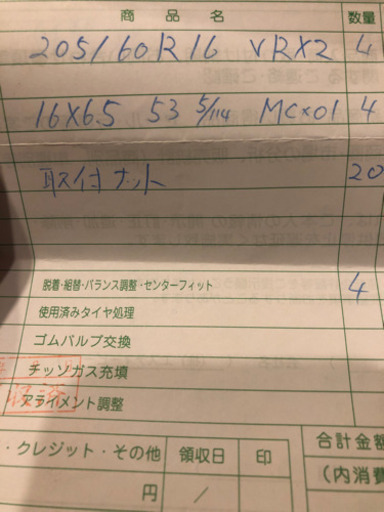 商品名 数量
205/60R16 VRX2 4
16×6.5 53 5/114 MC×01 4
取付ナット 20
脱着・組替・バランス調整・センターフィット 4
使用済みタイヤ処理
ゴムバルブ交換
チッソガス充填
アライメント調整
・クレジット・その他 領収日 印 合計金額
円 / (内消費